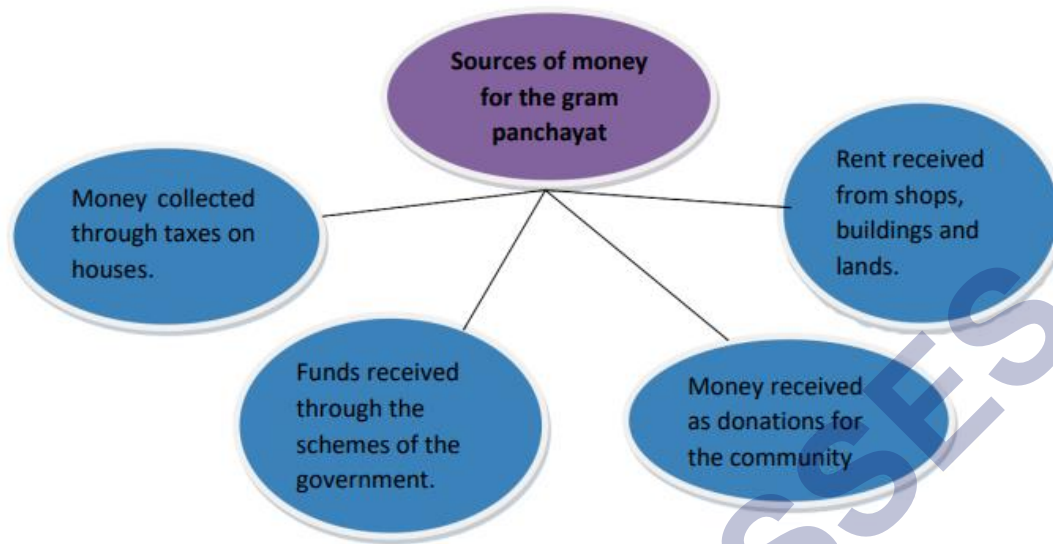 Sources of money
for the gram
panchayat
Money collected
through taxes on
houses.
Rent received
from shops,
buildings and
lands.
Funds received
through the
schemes of the
government.
Money received
as donations for
the community
SSES